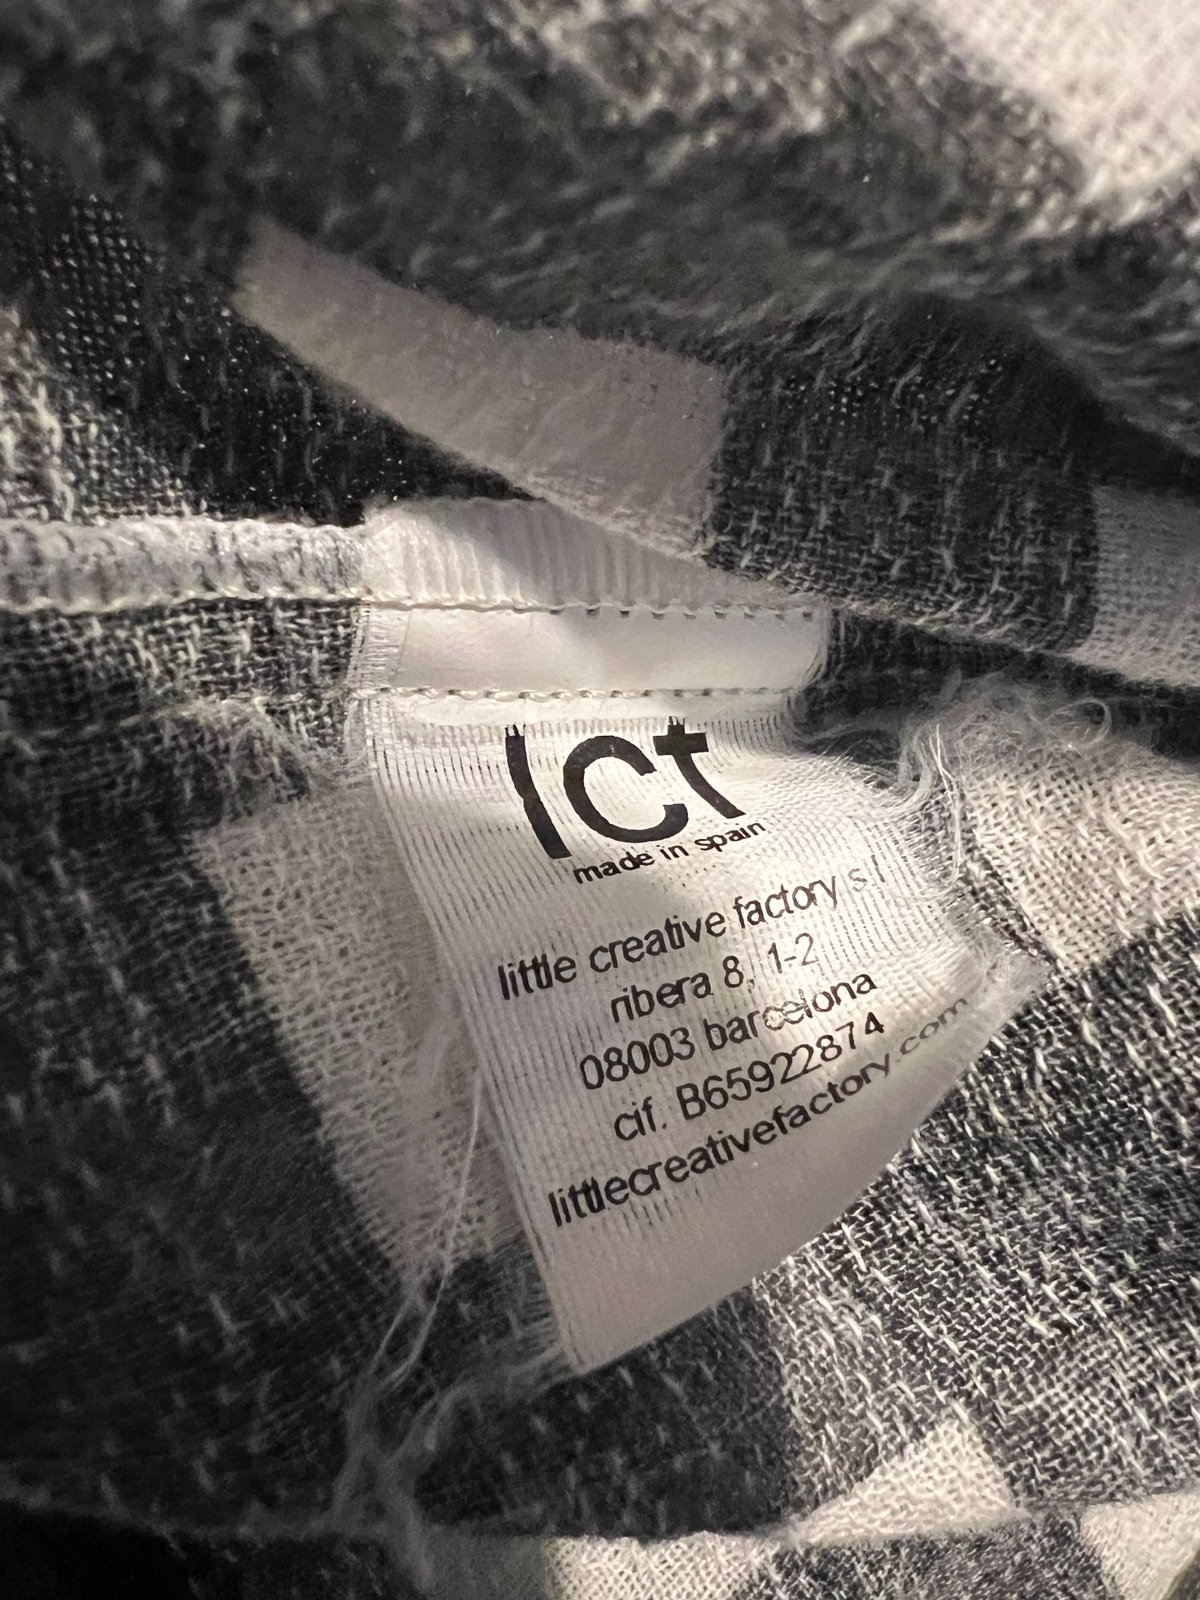 lct
made in spain
little creative factory s.l
ribera 8, 1-2
08003 barcelona
cif. B65922874
littlecreativefactory.com